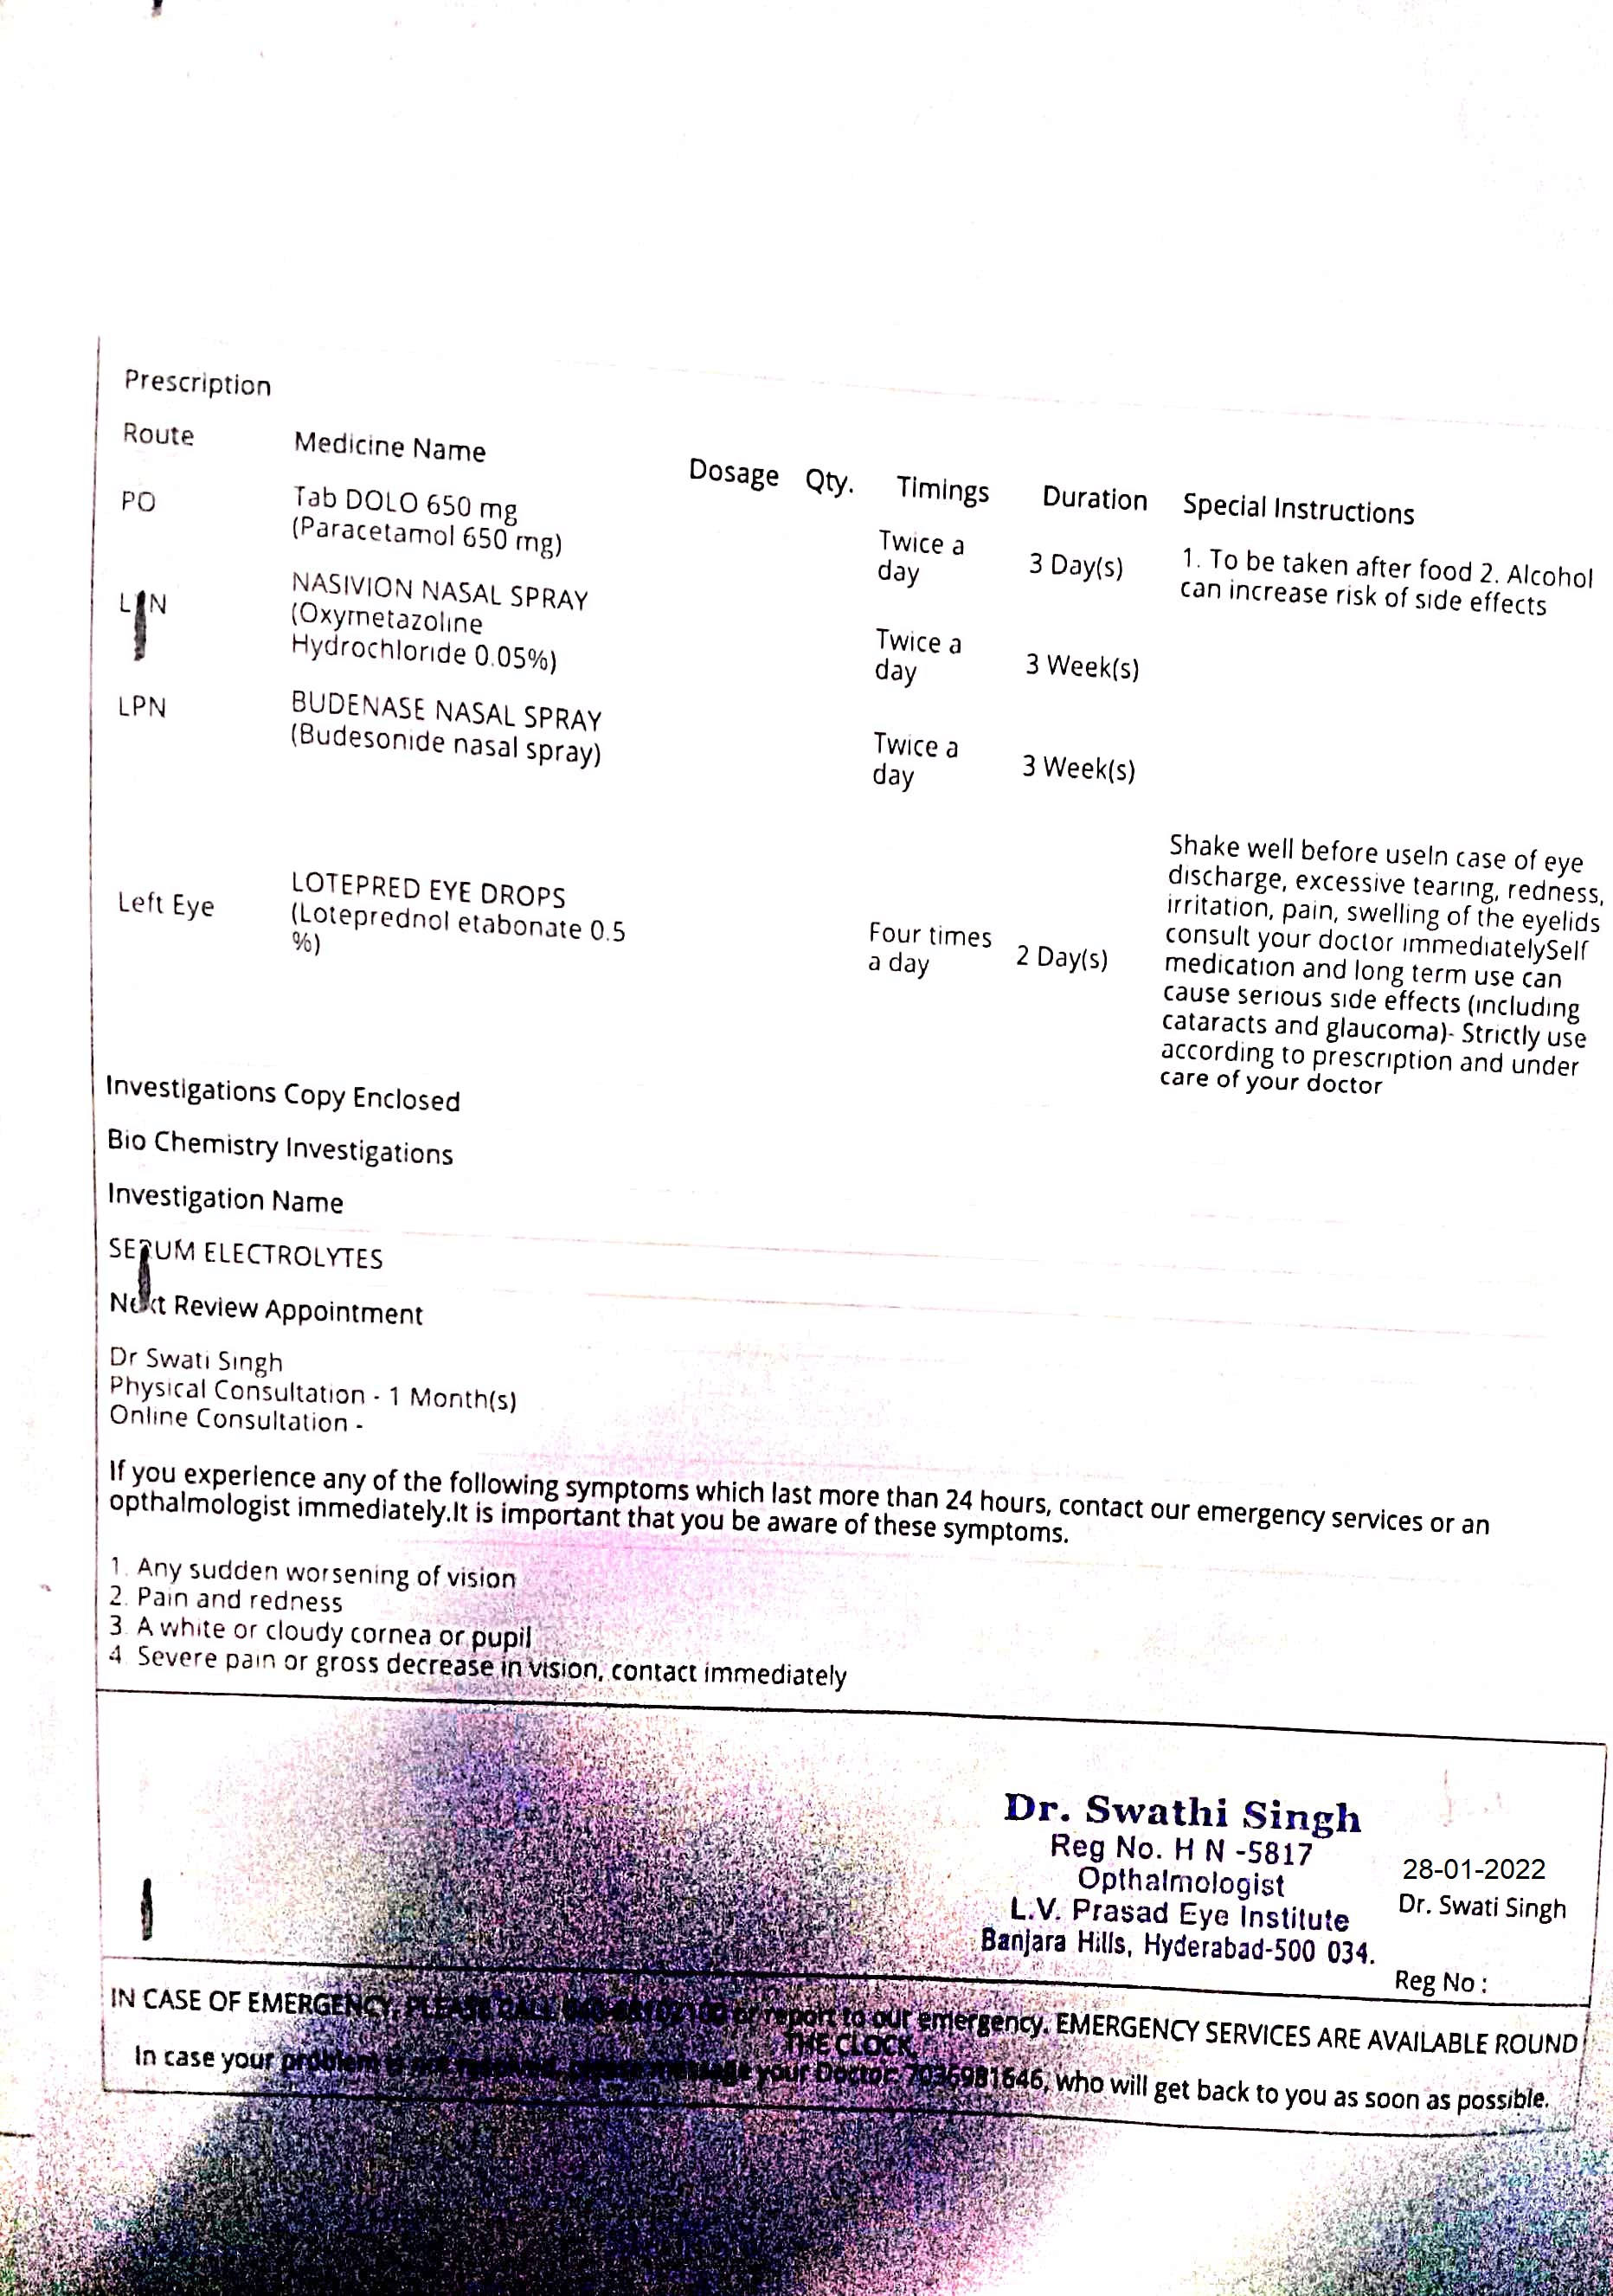 Prescription
Route Medicine Name Dosage Qty. Timings Duration Special Instructions
PO Tab DOLO 650 mg
(Paracetamol 650 mg)
Twice a
day
3 Day(s)
1. To be taken after food 2. Alcohol
can increase risk of side effects
NASIVION NASAL SPRAY
(Oxymetazoline
Hydrochloride 0.05%)
Twice a
day
3 Week(s)
LPN BUDENASE NASAL SPRAY
(Budesonide nasal spray)
Twice a
day
3 Week(s)
Left Eye
LOTEPRED EYE DROPS
(Loteprednol etabonate 0.5
%)
Four times
a day
2 Day(s)
Shake well before useIn case of eye
discharge, excessive tearing, redness,
irritation, pain, swelling of the eyelids
consult your doctor immediatelySelf
medication and long term use can
cause serious side effects (including
cataracts and glaucoma)- Strictly use
according to prescription and under
care of your doctor
Investigations Copy Enclosed
Bio Chemistry Investigations
Investigation Name
SERUM ELECTROLYTES
Next Review Appointment
Dr Swati Singh
Physical Consultation - 1 Month(s)
Online Consultation -
If you experience any of the following symptoms which last more than 24 hours, contact our emergency services or an
opthalmologist immediately.It is important that you be aware of these symptoms.
1. Any sudden worsening of vision
2. Pain and redness
3. A white or cloudy cornea or pupil
4. Severe pain or gross decrease in vision, contact immediately
Dr. Swathi Singh
Reg No. H N -5817
Opthalmologist
L.V. Prasad Eye Institute
Banjara Hills, Hyderabad-500 034.
28-01-2022
Dr. Swati Singh
Reg No :
IN CASE OF EMERGENCY, PLEASE CALL or report to our emergency. EMERGENCY SERVICES ARE AVAILABLE ROUND
THE CLOCK
In case your problem is not your Doctor: 7036981646, who will get back to you as soon as possible.